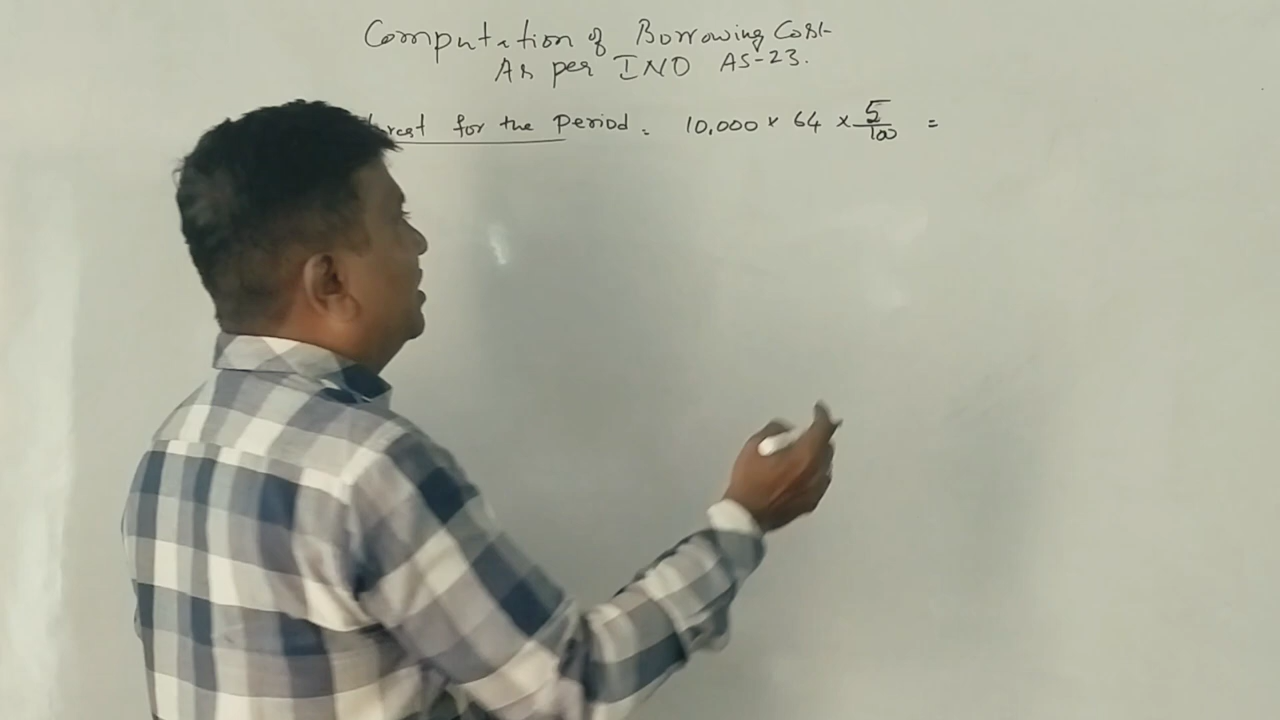 Computation of Borrowing Cost
As per IND AS-23.
for the Period = 10,000 × 64 × 5/100 =